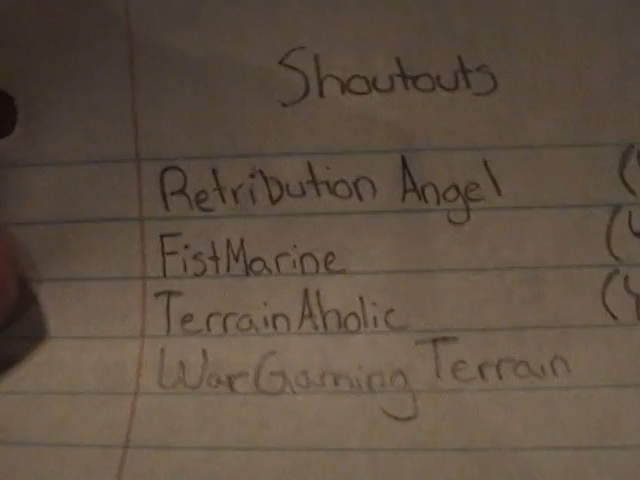 Shoutouts
Retribution Angel (
FistMarine (
TerrainAholic (
WarGaming Terrain